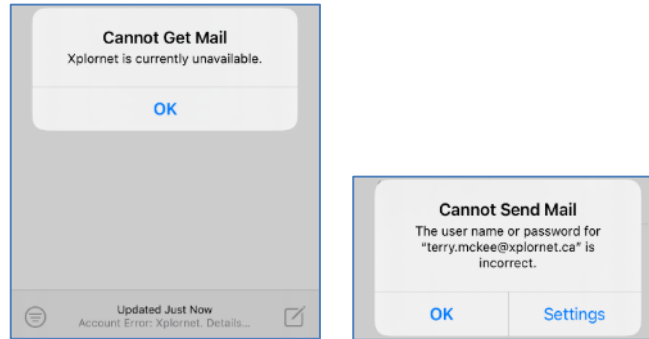 Cannot Get Mail
Xplornet is currently unavailable.
OK
Updated Just Now
Account Error: Xplornet. Details...
Cannot Send Mail
The user name or password for
“terry.mckee@xplornet.ca” is
incorrect.
OK
Settings